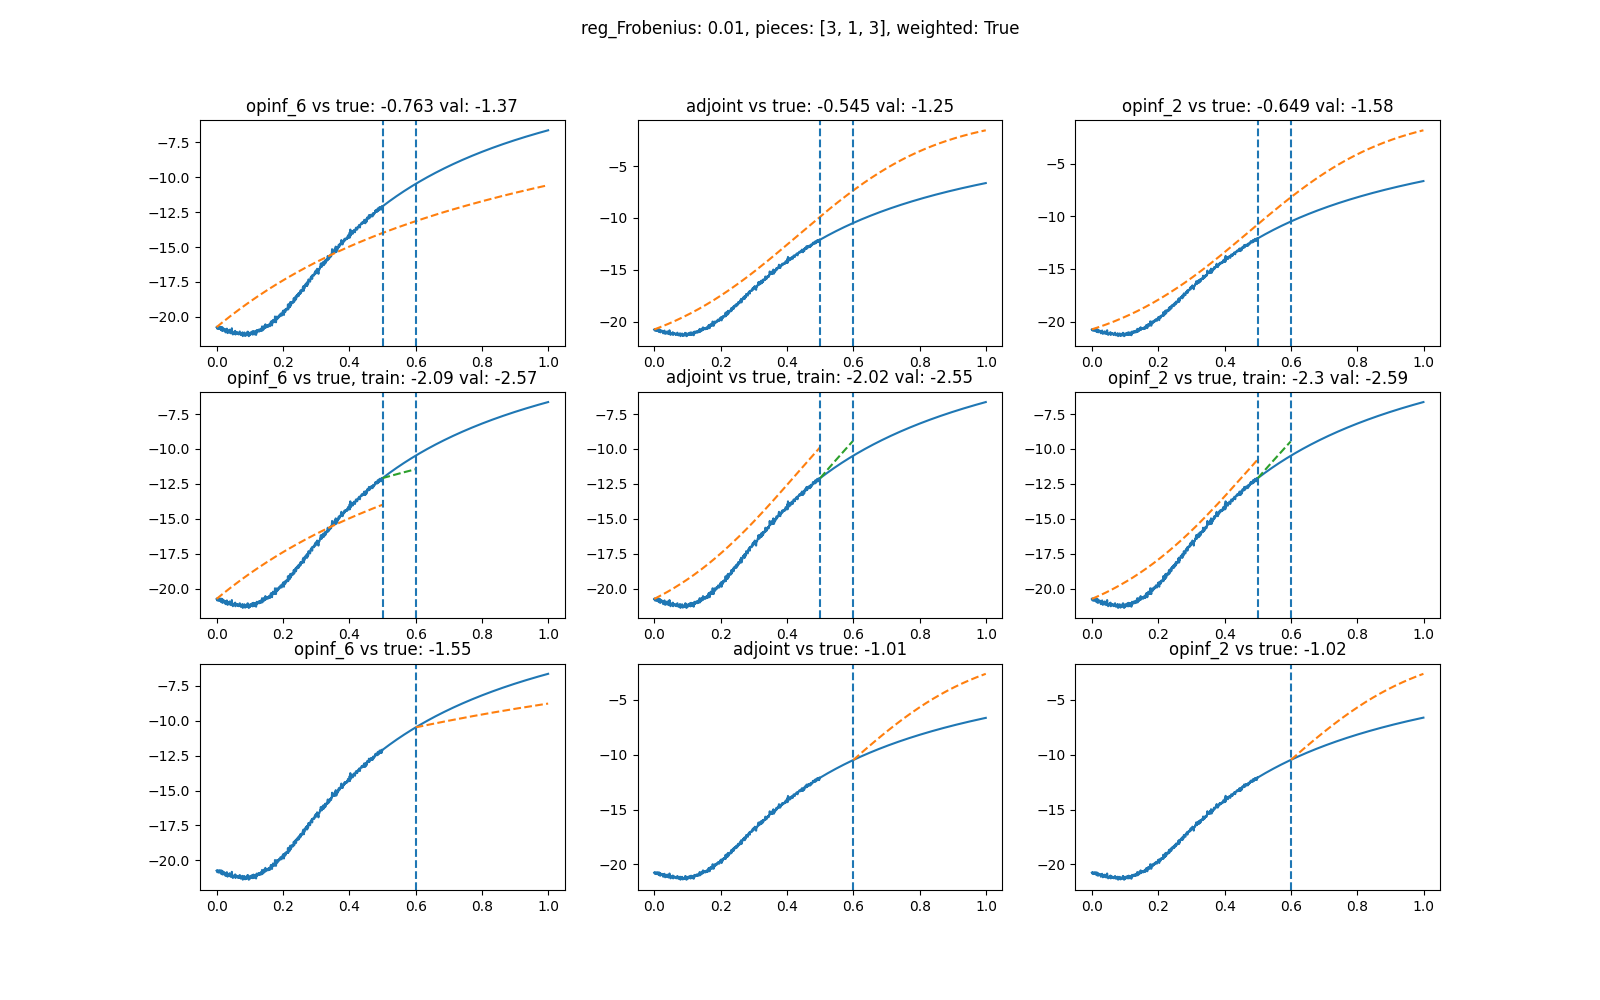 reg_Frobenius: 0.01, pieces: [3, 1, 3], weighted: True
opinf_6 vs true: -0.763 val: -1.37
adjoint vs true: -0.545 val: -1.25
opinf_2 vs true: -0.649 val: -1.58
−7.5
−10.0
−12.5
−15.0
−17.5
−20.0
0.0 0.2 0.4 0.6 0.8 1.0
−5
−10
−15
−20
0.0 0.2 0.4 0.6 0.8 1.0
−5
−10
−15
−20
0.0 0.2 0.4 0.6 0.8 1.0
opinf_6 vs true, train: -2.09 val: -2.57
adjoint vs true, train: -2.02 val: -2.55
opinf_2 vs true, train: -2.3 val: -2.59
−7.5
−10.0
−12.5
−15.0
−17.5
−20.0
0.0 0.2 0.4 0.6 0.8 1.0
−7.5
−10.0
−12.5
−15.0
−17.5
−20.0
0.0 0.2 0.4 0.6 0.8 1.0
−7.5
−10.0
−12.5
−15.0
−17.5
−20.0
0.0 0.2 0.4 0.6 0.8 1.0
opinf_6 vs true: -1.55
adjoint vs true: -1.01
opinf_2 vs true: -1.02
−7.5
−10.0
−12.5
−15.0
−17.5
−20.0
0.0 0.2 0.4 0.6 0.8 1.0
−5
−10
−15
−20
0.0 0.2 0.4 0.6 0.8 1.0
−5
−10
−15
−20
0.0 0.2 0.4 0.6 0.8 1.0